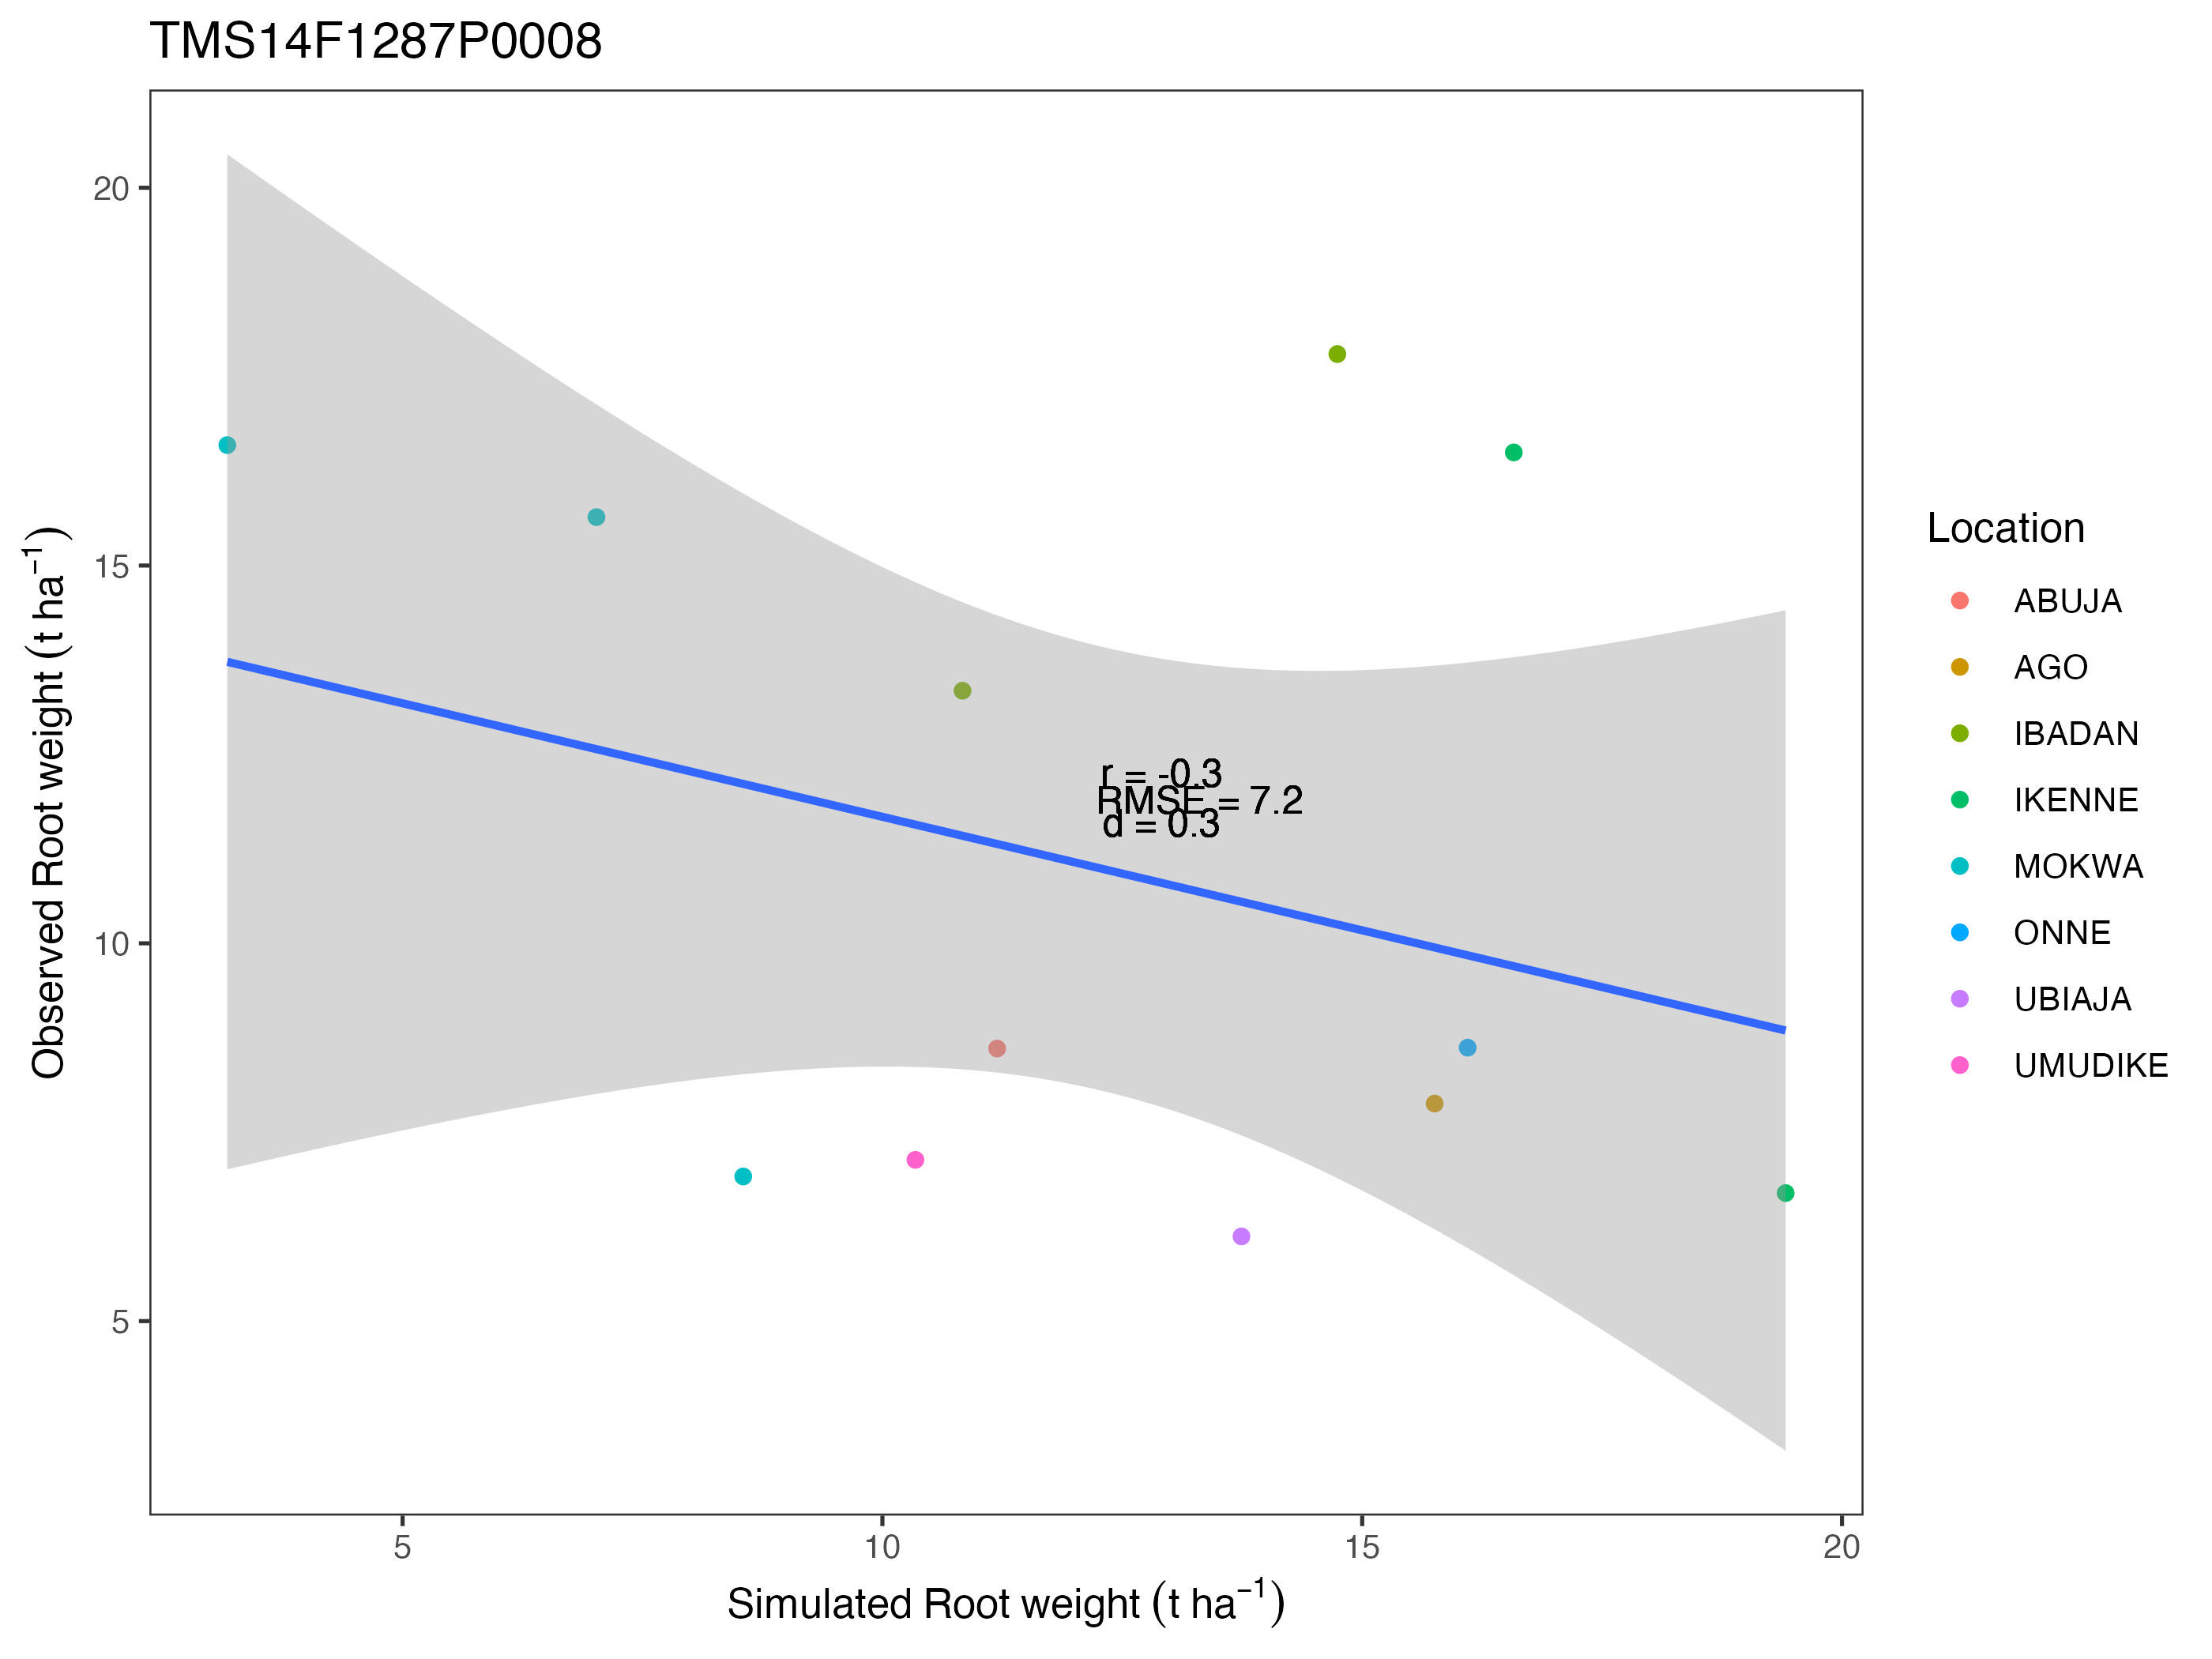 TMS14F1287P0008
Observed Root weight (t ha⁻¹)
20
15
10
5
r = -0.3
RMSE = 7.2
d = 0.3
5
10
15
20
Simulated Root weight (t ha⁻¹)
Location
ABUJA
AGO
IBADAN
IKENNE
MOKWA
ONNE
UBIAJA
UMUDIKE